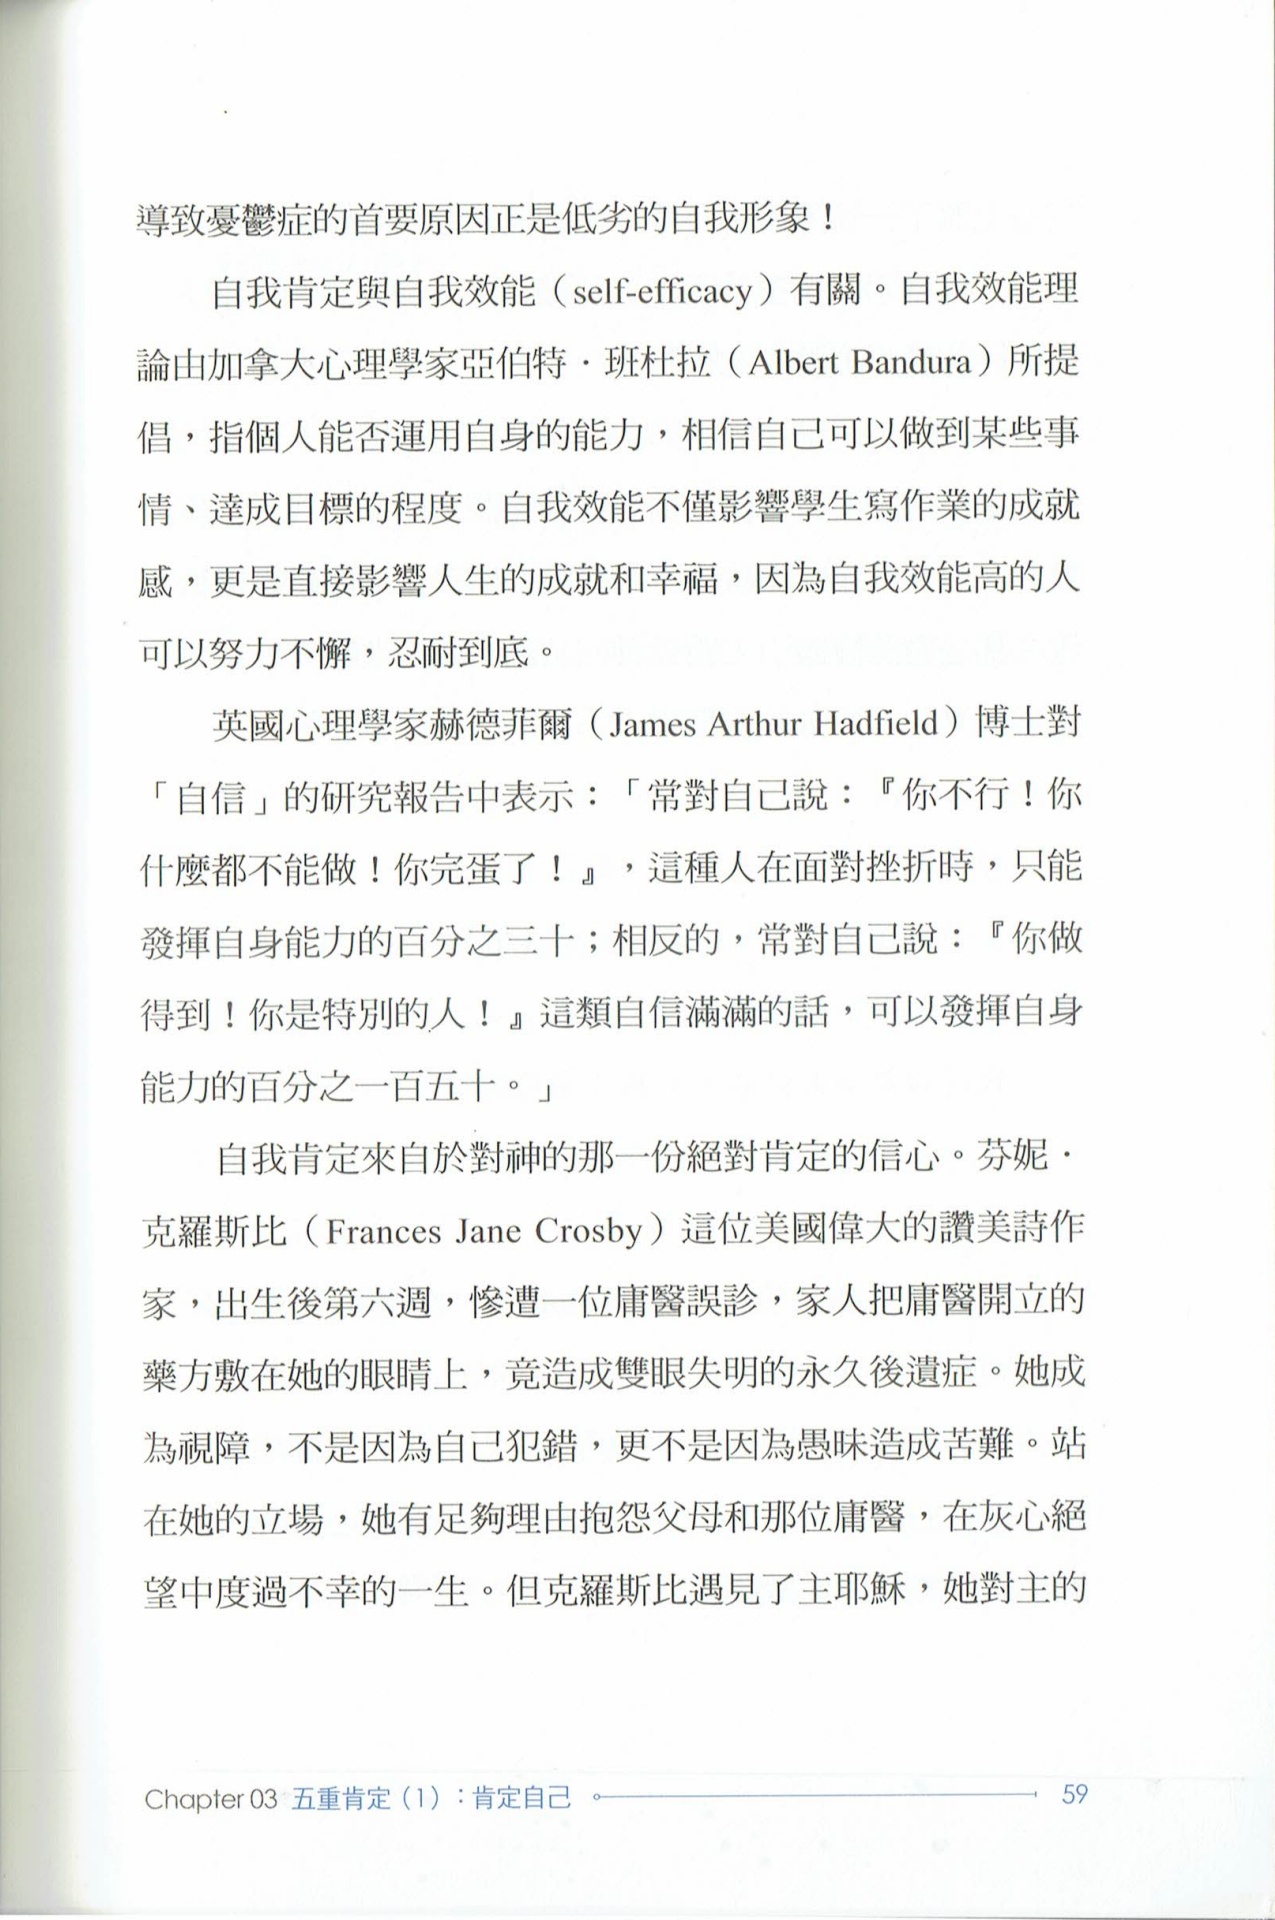 導致憂鬱症的首要原因正是低劣的自我形象！
自我肯定與自我效能（self-efficacy）有關。自我效能理
論由加拿大心理學家亞伯特．班杜拉（Albert Bandura）所提
倡，指個人能否運用自身的能力，相信自己可以做到某些事
情、達成目標的程度。自我效能不僅影響學生寫作業的成就
感，更是直接影響人生的成就和幸福，因為自我效能高的人
可以努力不懈，忍耐到底。
英國心理學家赫德菲爾（James Arthur Hadfield）博士對
「自信」的研究報告中表示：「常對自己說：『你不行！你
什麼都不能做！你完蛋了！』，這種人在面對挫折時，只能
發揮自身能力的百分之三十；相反的，常對自己說：『你做
得到！你是特別的人！』這類自信滿滿的話，可以發揮自身
能力的百分之一百五十。」
自我肯定來自於對神的那一份絕對肯定的信心。芬妮．
克羅斯比（Frances Jane Crosby）這位美國偉大的讚美詩作
家，出生後第六週，慘遭一位庸醫誤診，家人把庸醫開立的
藥方敷在她的眼睛上，竟造成雙眼失明的永久後遺症。她成
為視障，不是因為自己犯錯，更不是因為愚昧造成苦難。站
在她的立場，她有足夠理由抱怨父母和那位庸醫，在灰心絕
望中度過不幸的一生。但克羅斯比遇見了主耶穌，她對主的
Chapter 03 五重肯定（1）：肯定自己 59